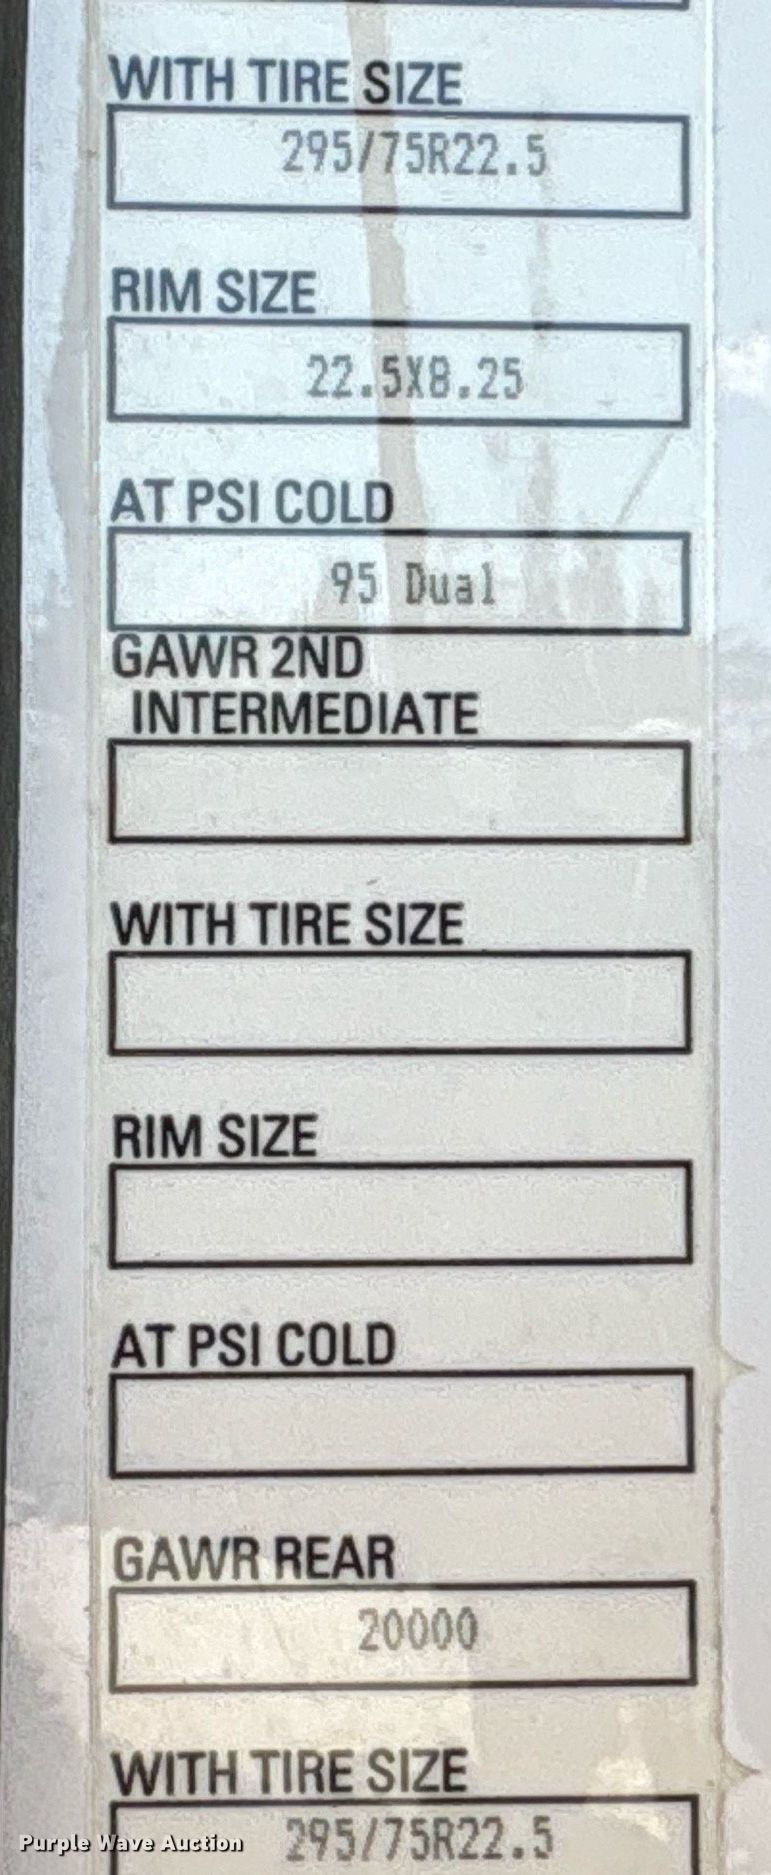 WITH TIRE SIZE
295/75R22.5
RIM SIZE
22.5X8.25
AT PSI COLD
95 Dual
GAWR 2ND
INTERMEDIATE
WITH TIRE SIZE
RIM SIZE
AT PSI COLD
GAWR REAR
20000
WITH TIRE SIZE
295/75R22.5
Purple Wave Auction